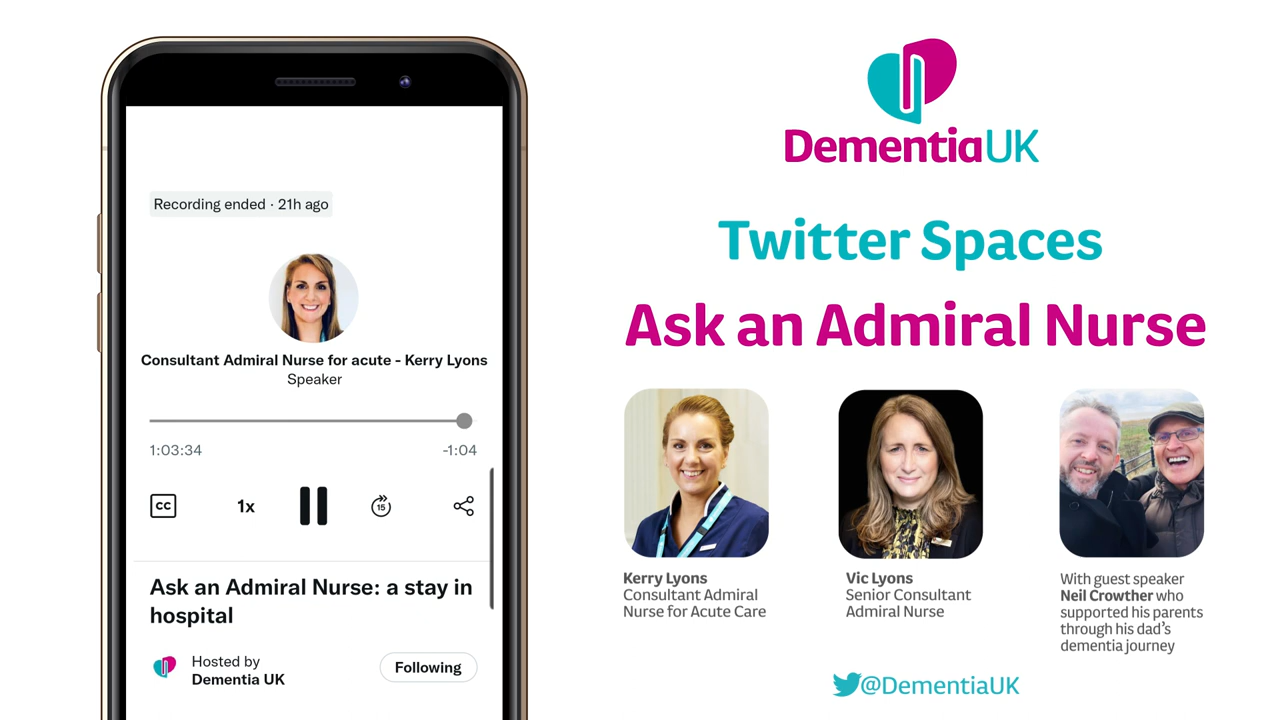 Recording ended · 21h ago
Consultant Admiral Nurse for acute - Kerry Lyons
Speaker
1:03:34
-1:04
CC
1x
15
Ask an Admiral Nurse: a stay in
hospital
Hosted by
Dementia UK
Following
DementiaUK
Twitter Spaces
Ask an Admiral Nurse
Kerry Lyons
Consultant Admiral
Nurse for Acute Care
Vic Lyons
Senior Consultant
Admiral Nurse
With guest speaker
Neil Crowther who
supported his parents
through his dad's
dementia journey
@DementiaUK